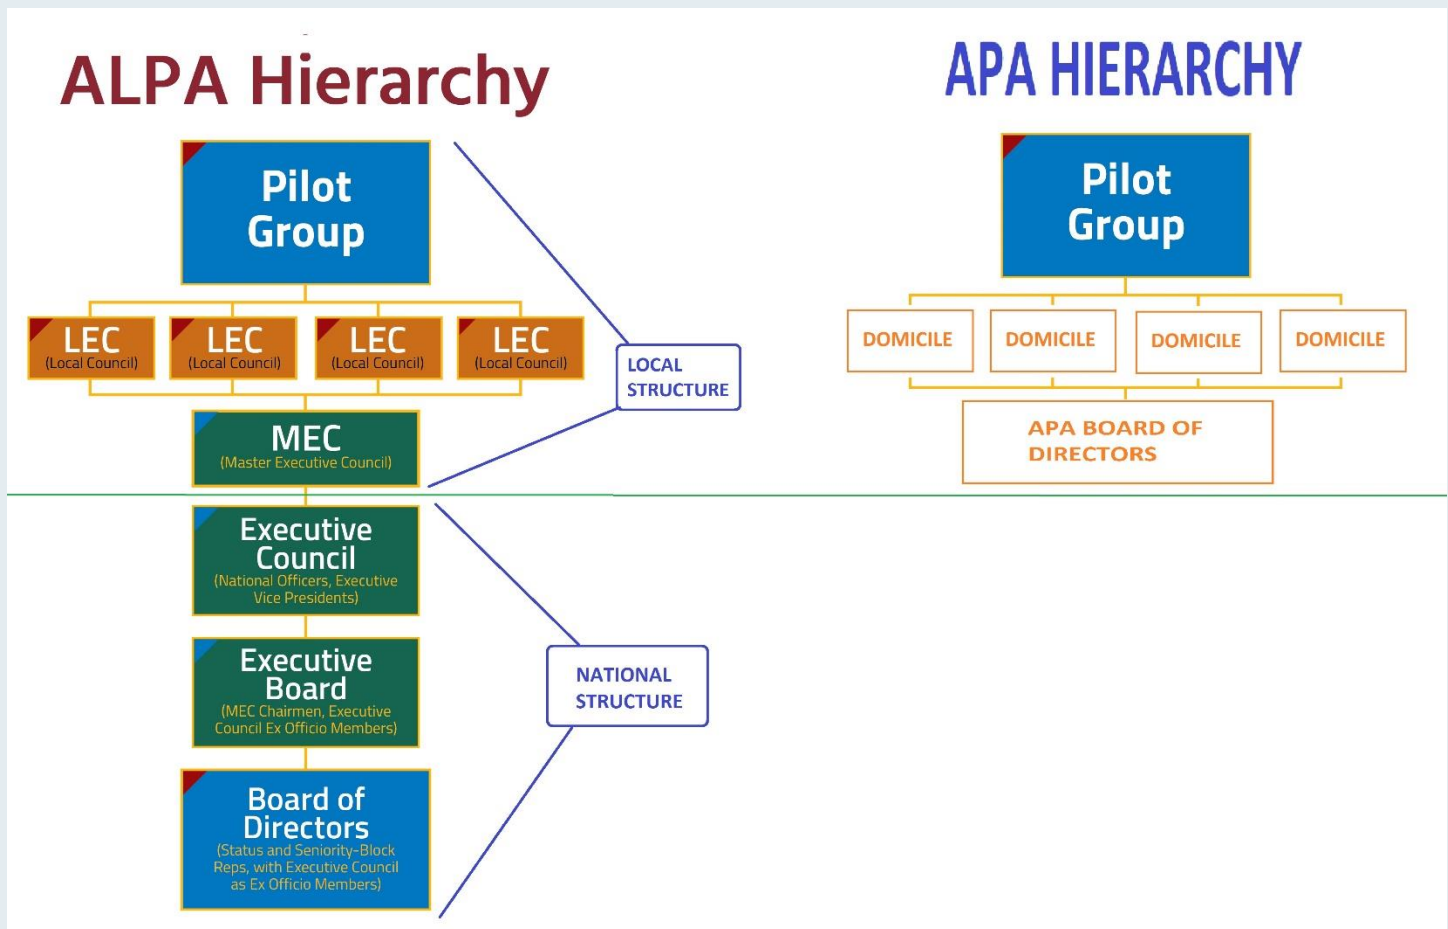 ALPA Hierarchy
Pilot
Group
LEC
(Local Council)
LEC
(Local Council)
LEC
(Local Council)
LEC
(Local Council)
MEC
(Master Executive Council)
LOCAL
STRUCTURE
Executive
Council
(National Officers, Executive
Vice Presidents)
Executive
Board
(MEC Chairmen, Executive
Council Ex Officio Members)
Board of
Directors
(Status and Seniority-Block
Reps, with Executive Council
as Ex Officio Members)
NATIONAL
STRUCTURE
APA HIERARCHY
Pilot
Group
DOMICILE
DOMICILE
DOMICILE
DOMICILE
APA BOARD OF
DIRECTORS